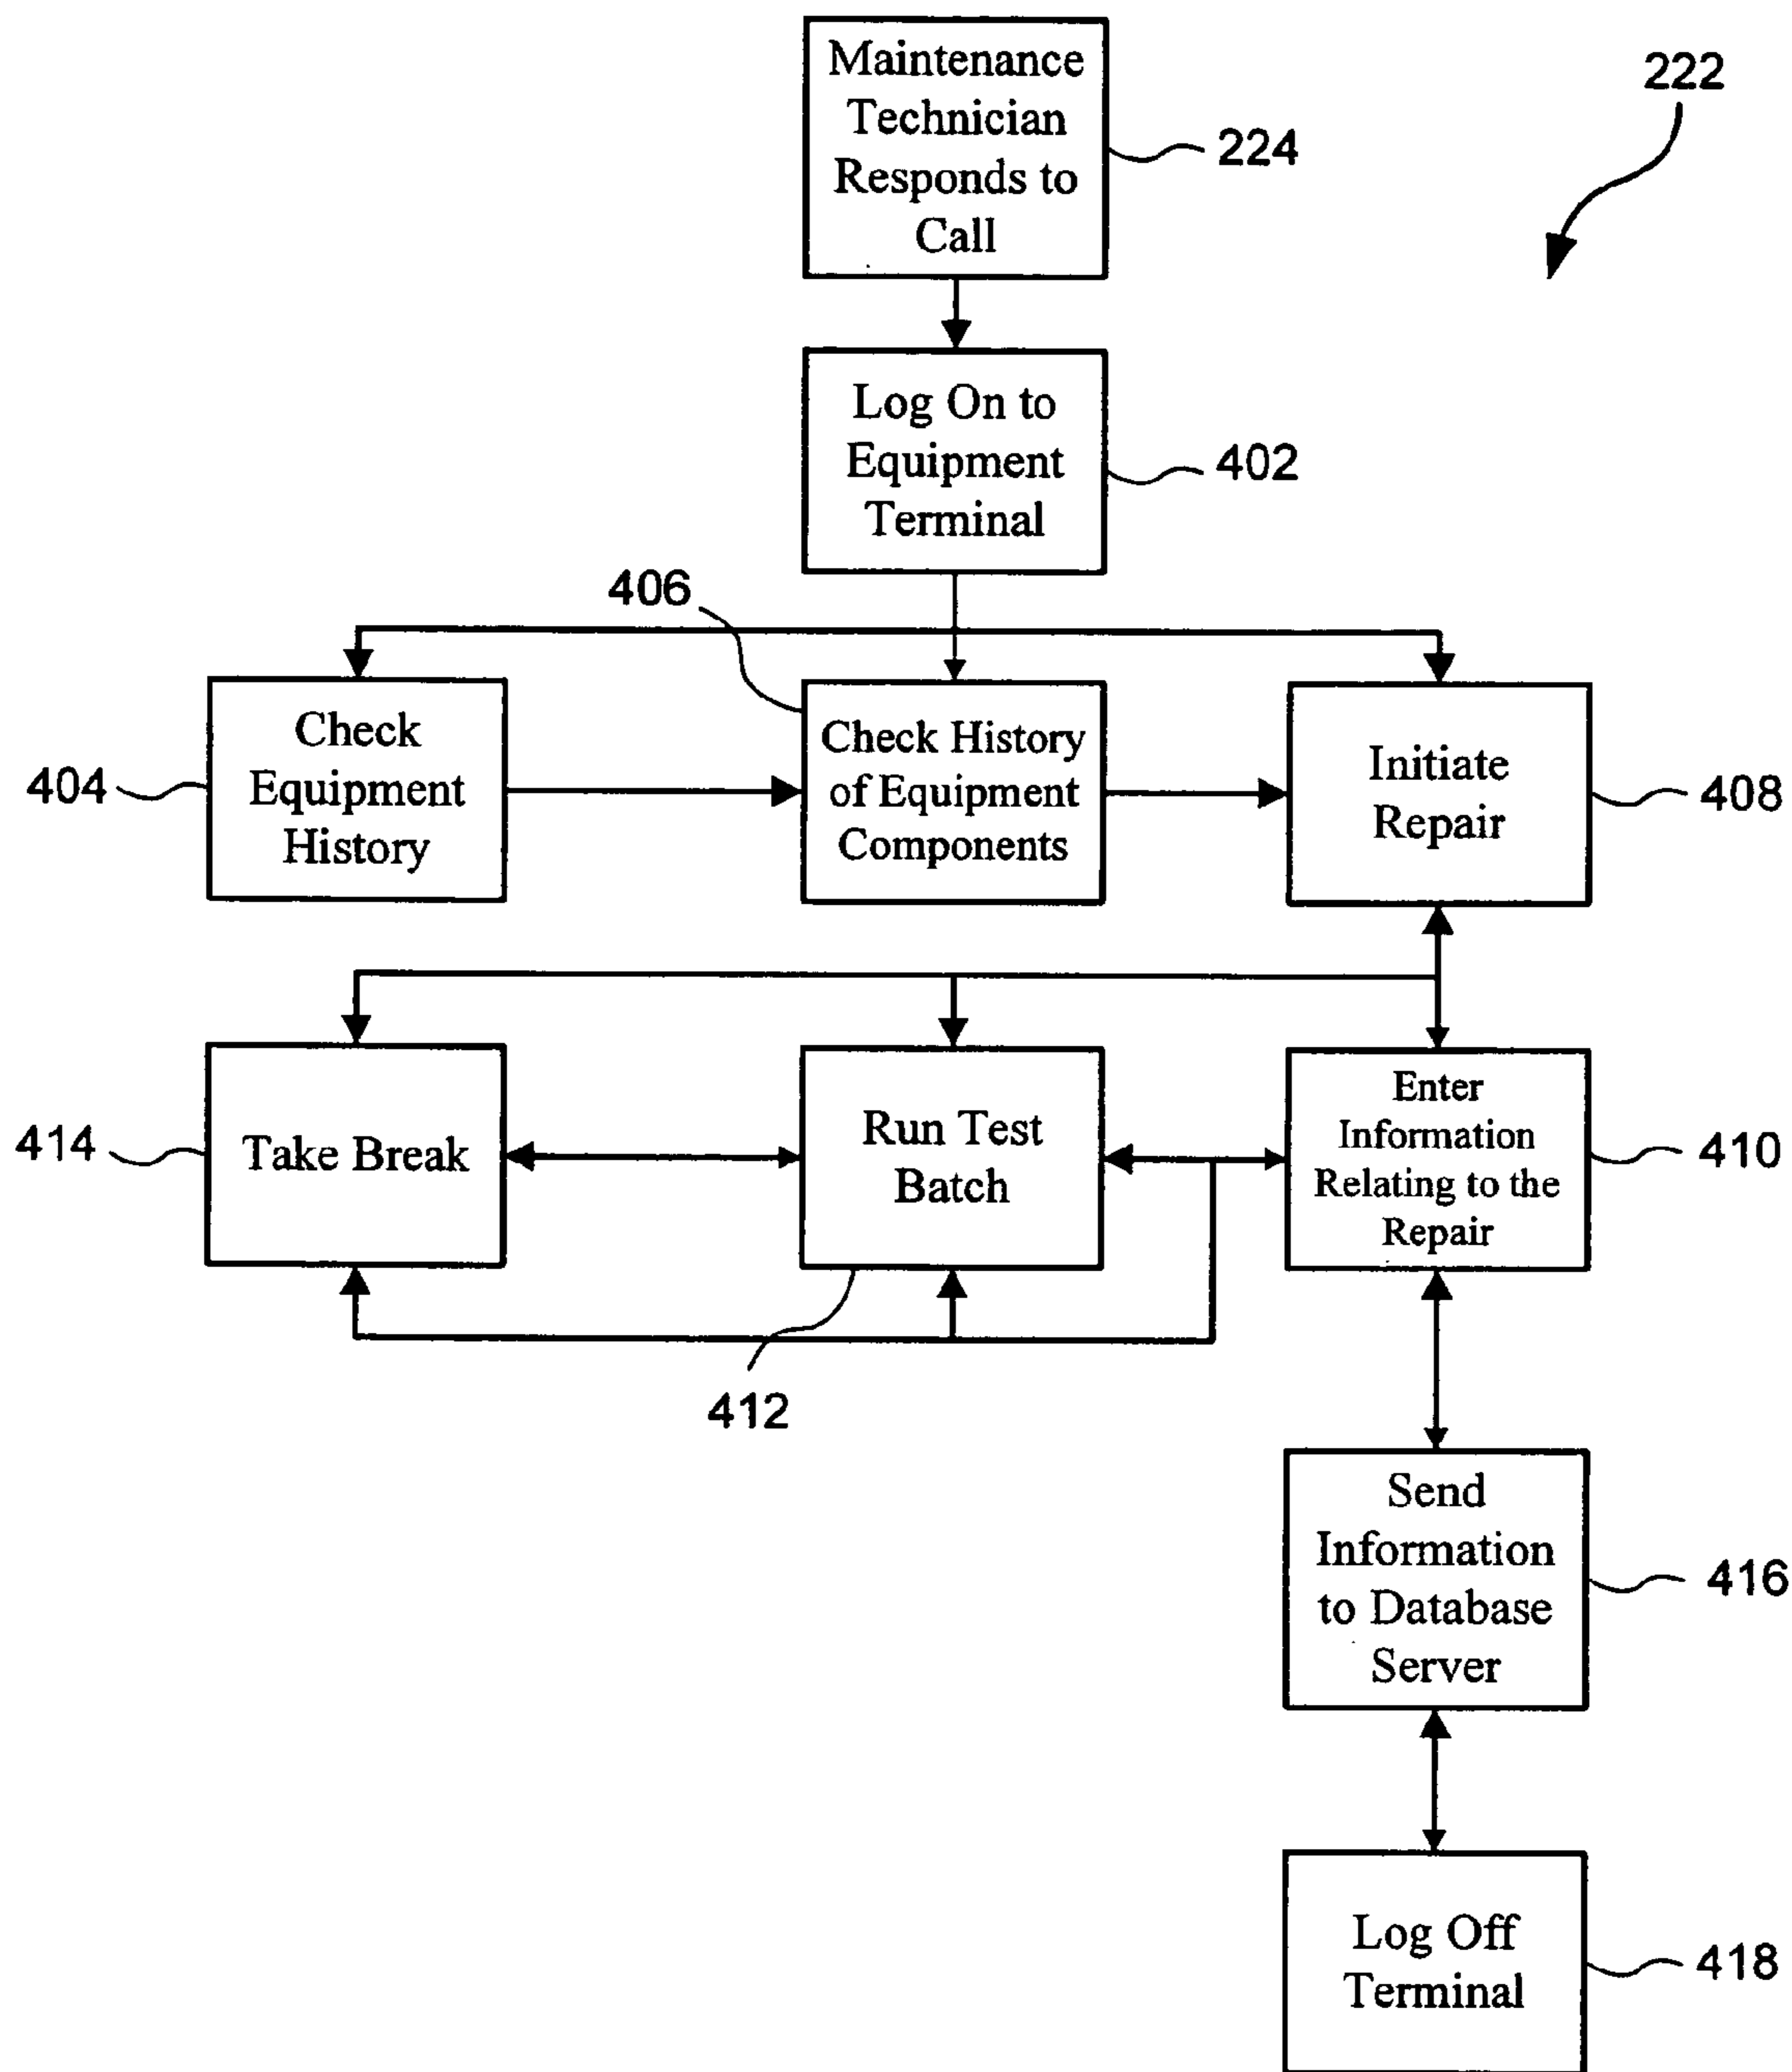 Maintenance
Technician
Responds to
Call
224
222
Log On to
Equipment
Terminal
402
406
Check
Equipment
History
404
Check History
of Equipment
Components
Initiate
Repair
408
Take Break
414
Run Test
Batch
412
Enter
Information
Relating to the
Repair
410
Send
Information
to Database
Server
416
Log Off
Terminal
418